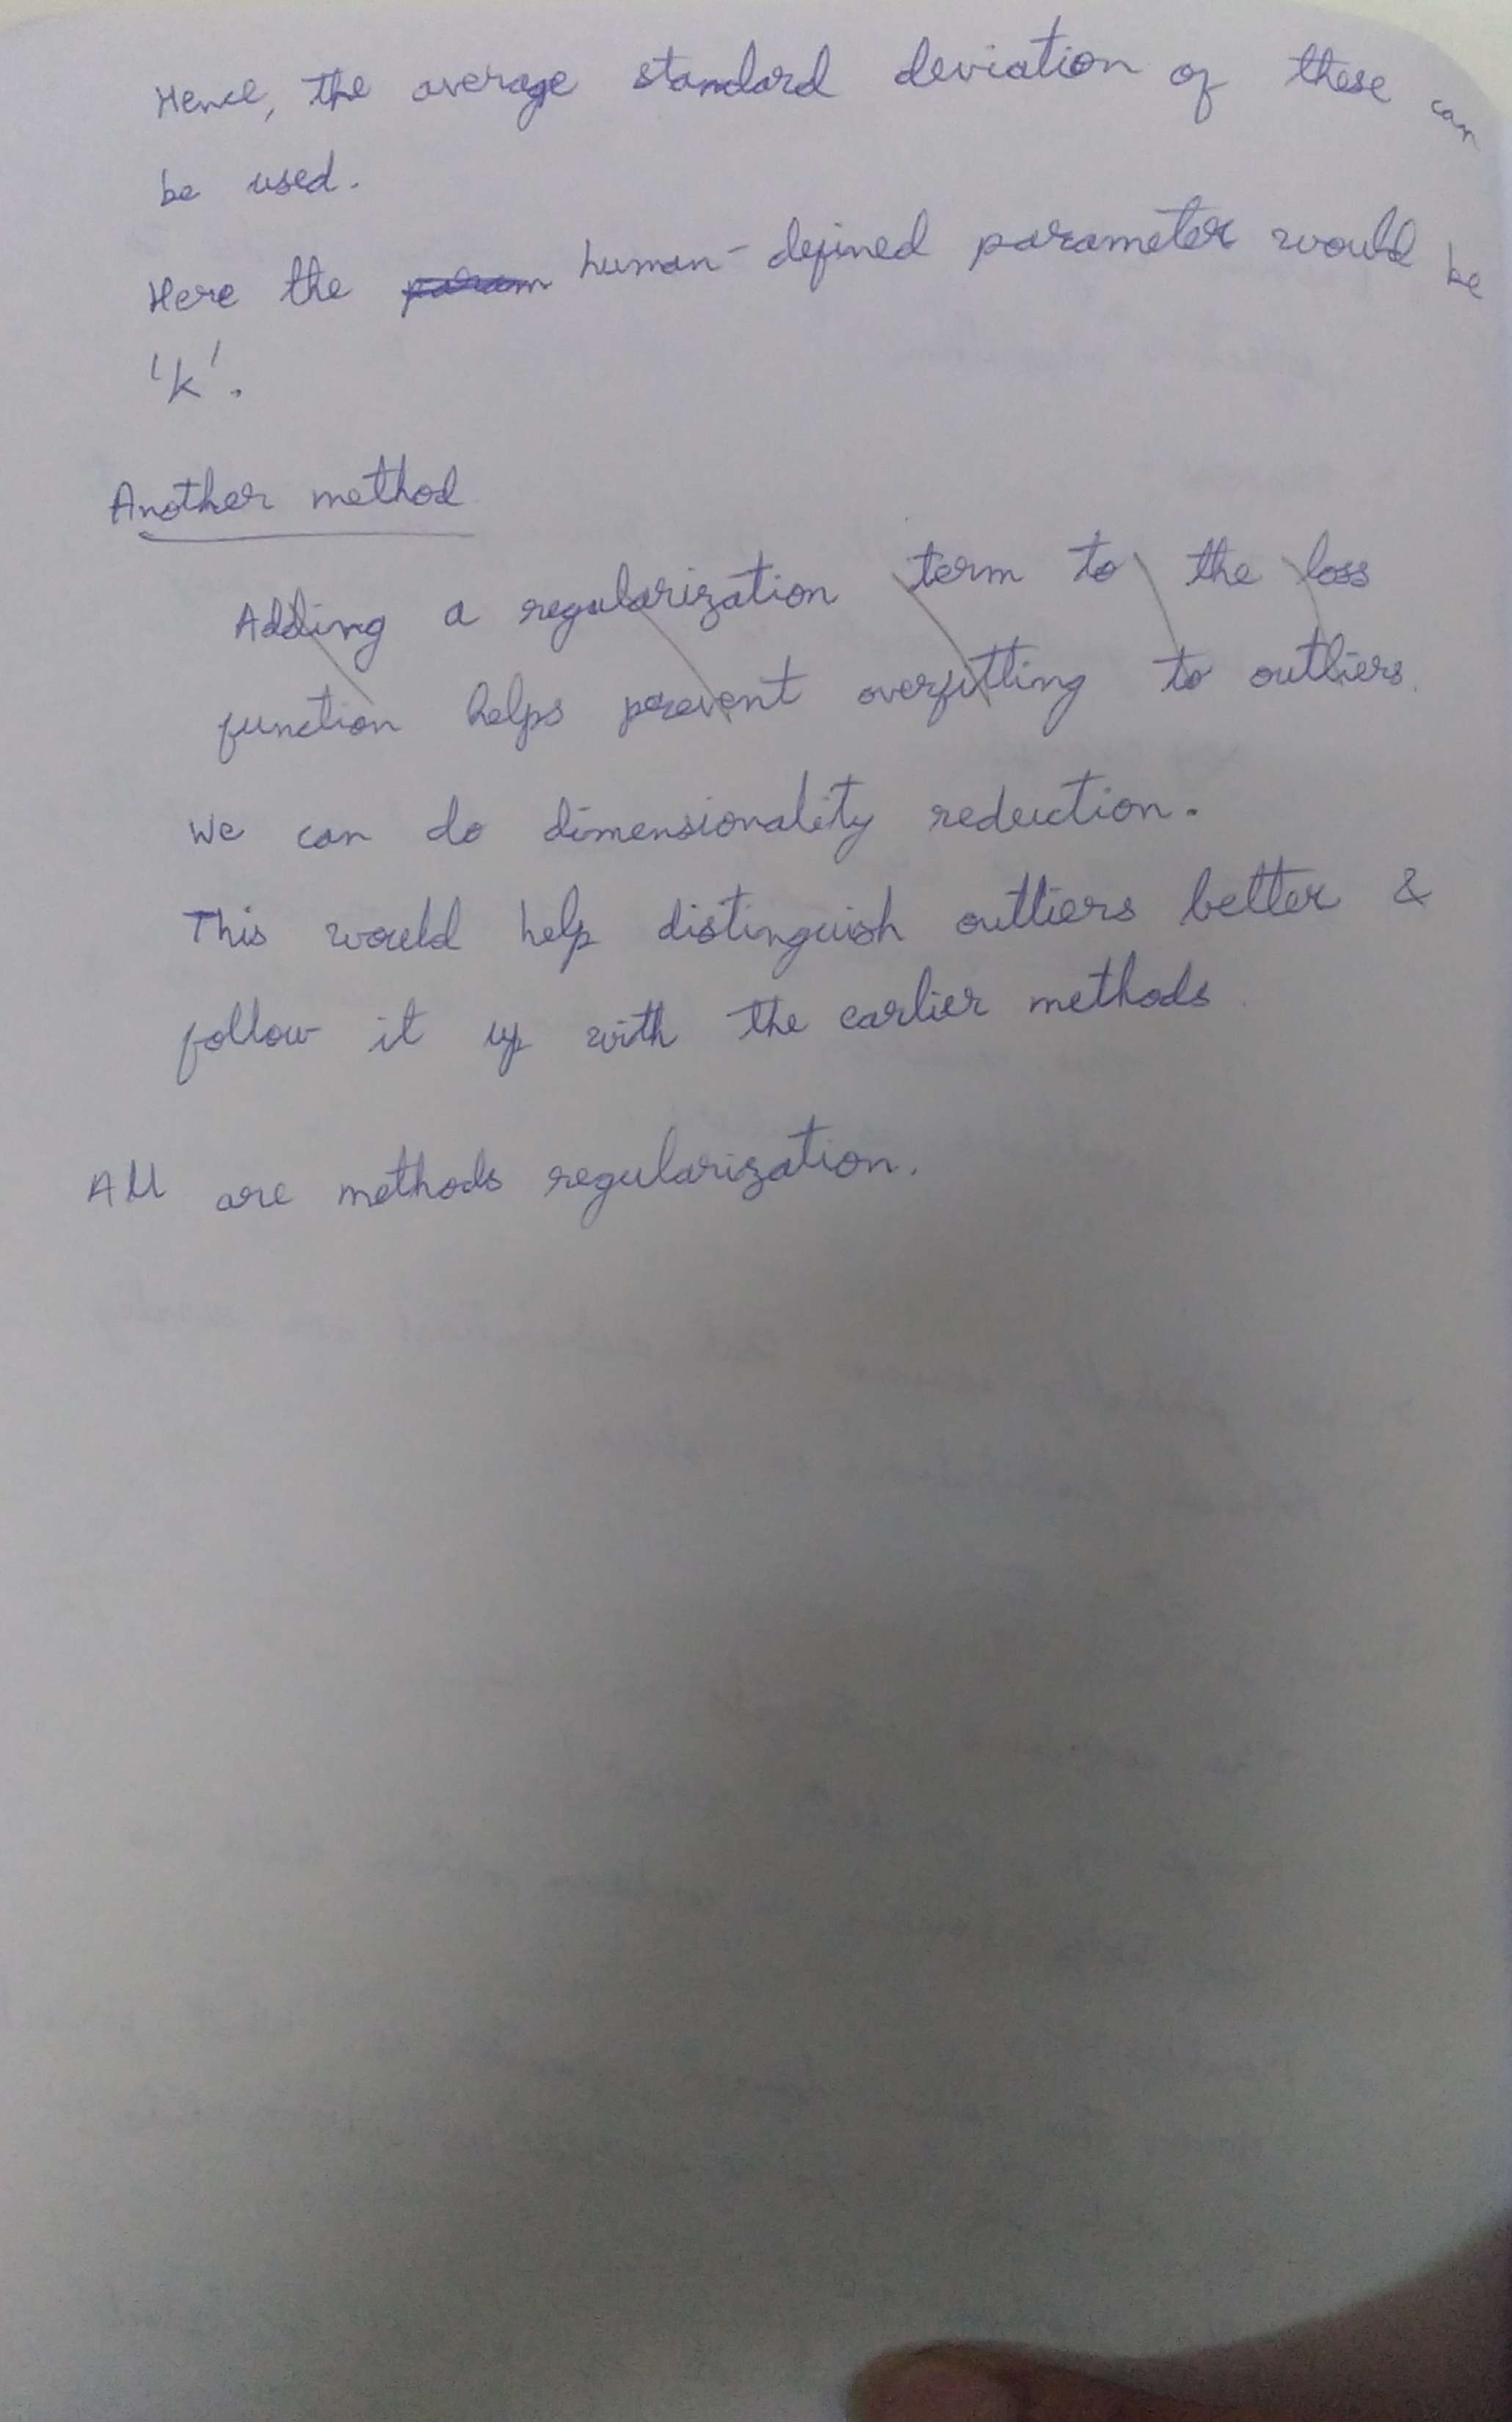 Hence, the average standard deviation of these can
be used.
Here the param human-defined parameter would be
'k'.
Another method
Adding a regularization term to the loss
function helps prevent overfitting to outliers.
We can do dimensionality reduction.
This would help distinguish outliers better &
follow it up with the earlier methods
All are methods regularization.